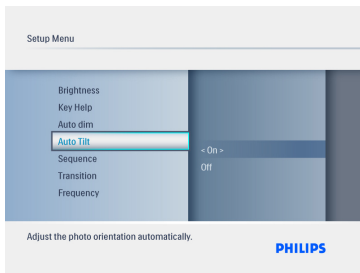 Setup Menu
Brightness
Key Help
Auto dim
Auto Tilt
Sequence
Transition
Frequency
< On >
Off
Adjust the photo orientation automatically.
PHILIPS